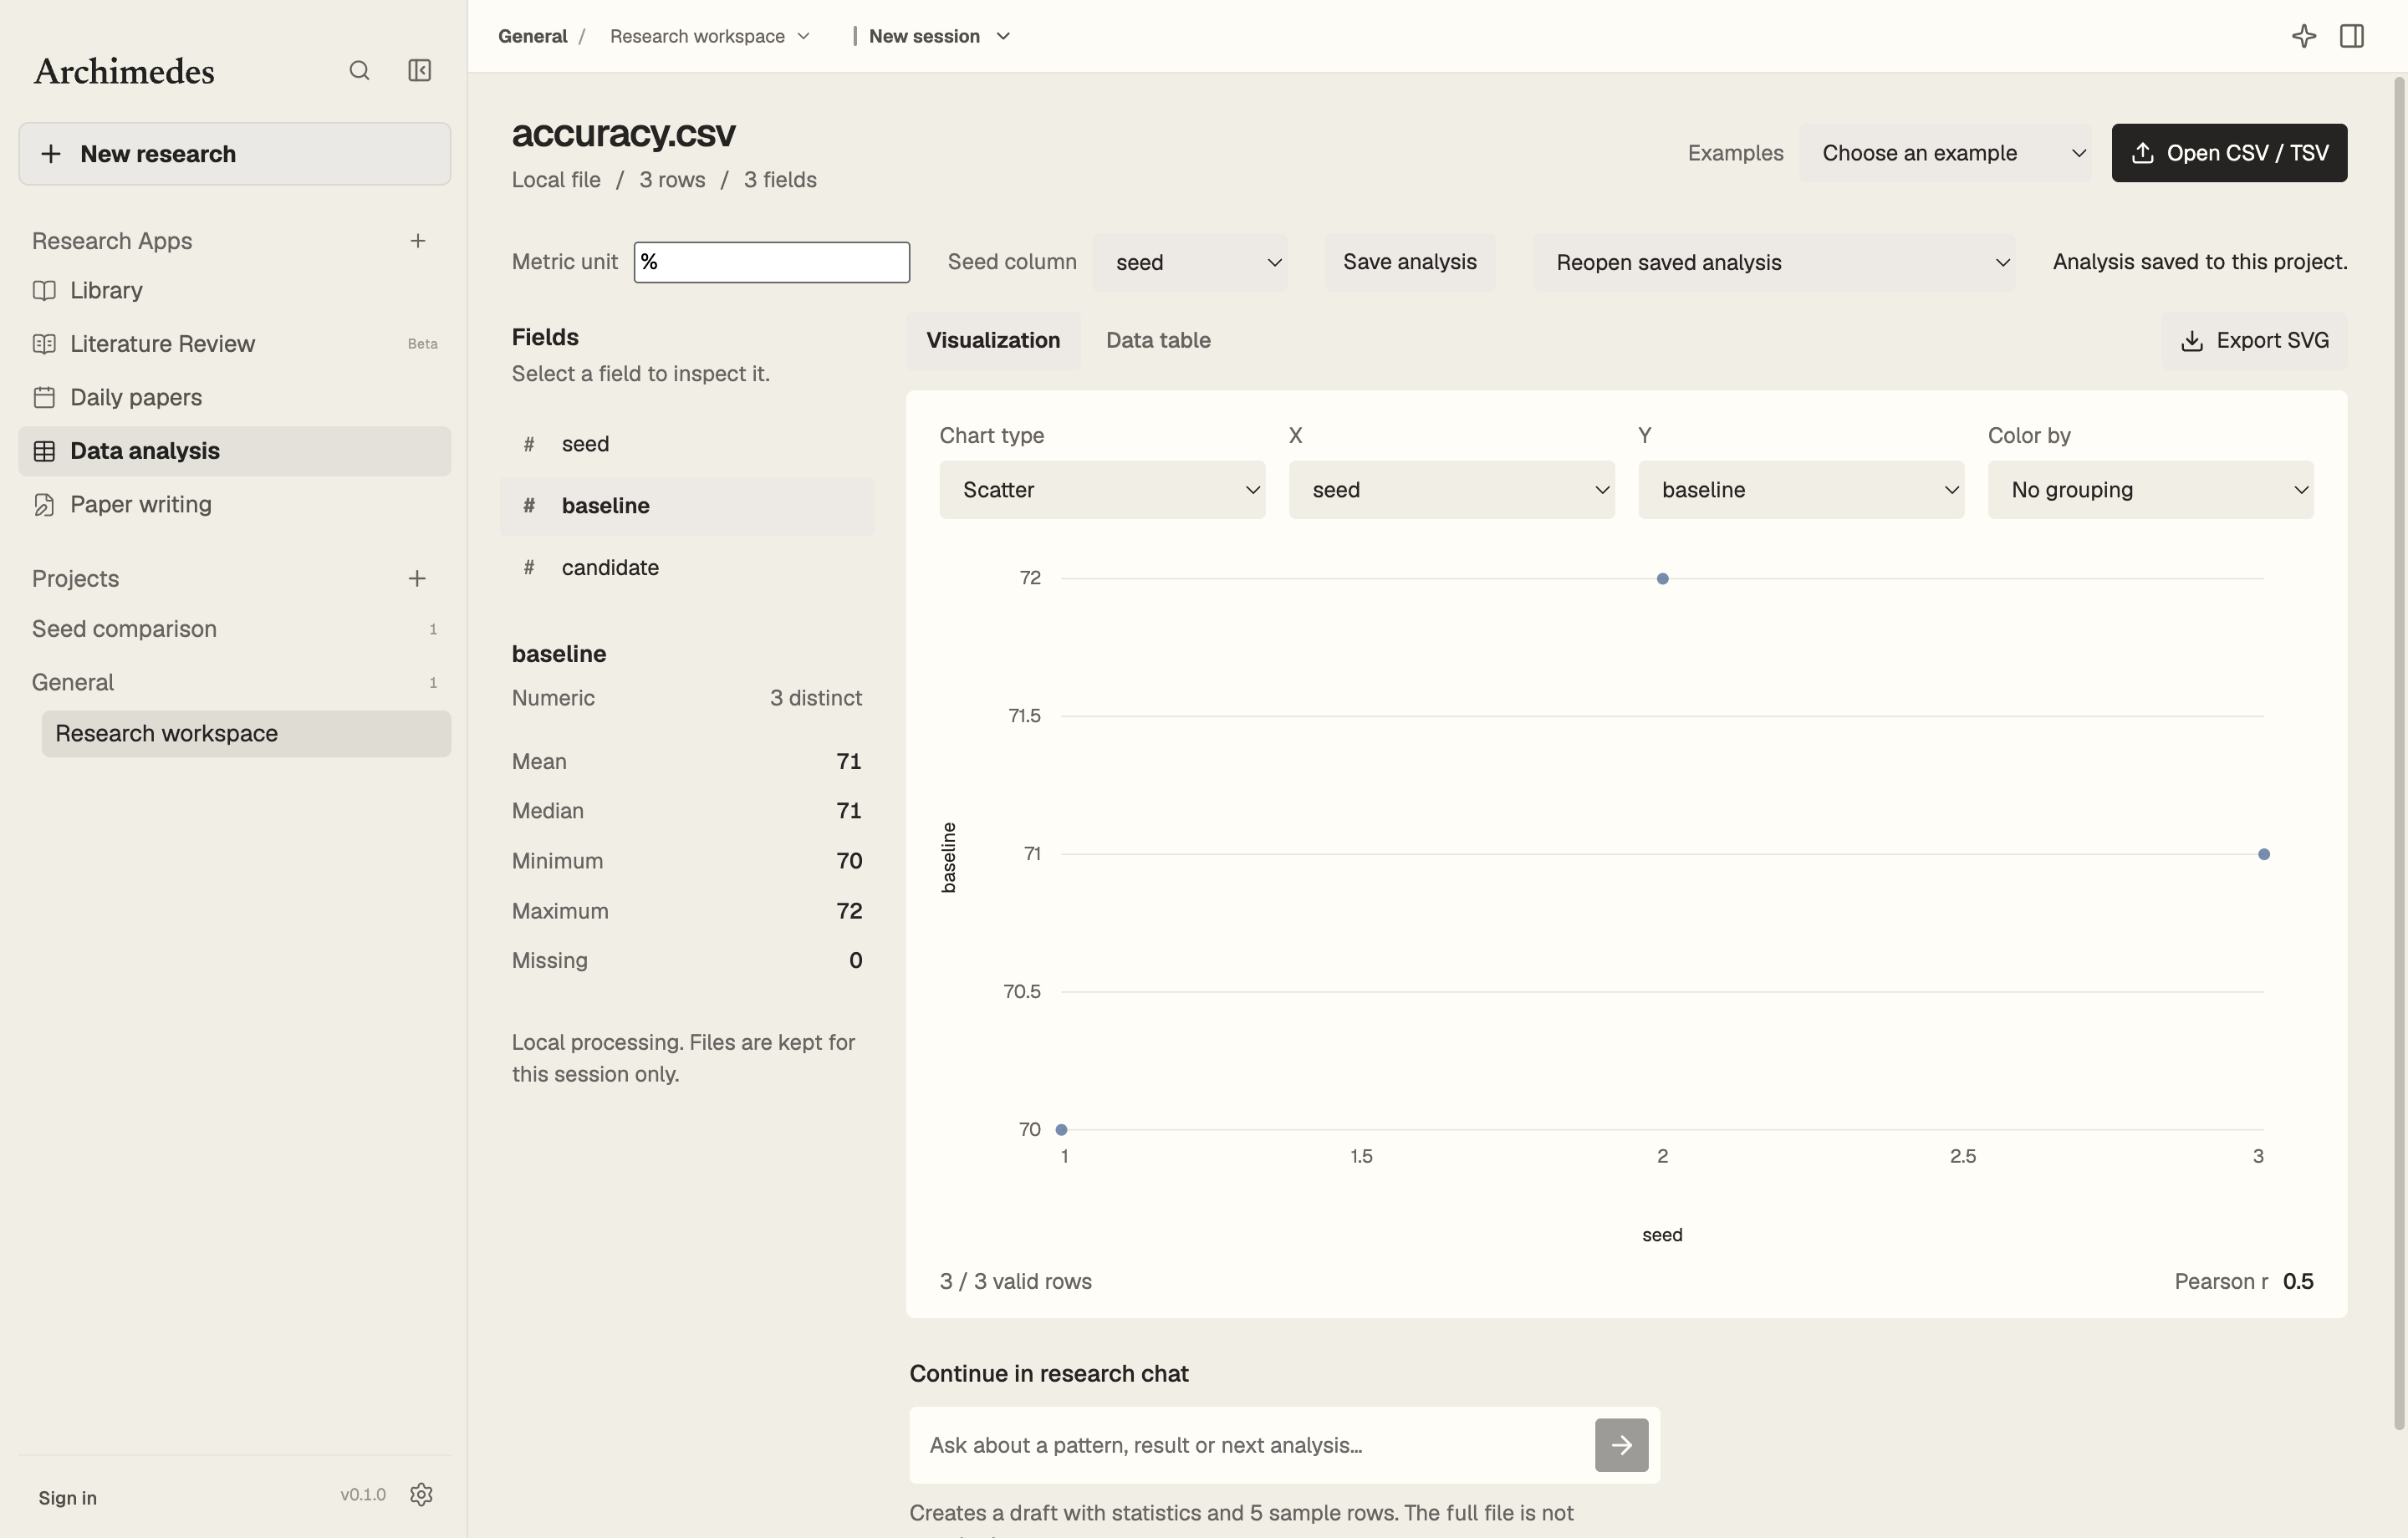 Archimedes
New research
Research Apps
Library
Literature Review Beta
Daily papers
Data analysis
Paper writing
Projects
Seed comparison 1
General 1
Research workspace
Sign in v0.1.0
General / Research workspace New session
accuracy.csv
Local file / 3 rows / 3 fields
Examples Choose an example Open CSV / TSV
Metric unit % Seed column seed Save analysis Reopen saved analysis Analysis saved to this project.
Fields
Select a field to inspect it.
# seed
# baseline
# candidate
baseline
Numeric 3 distinct
Mean 71
Median 71
Minimum 70
Maximum 72
Missing 0
Local processing. Files are kept for
this session only.
Visualization Data table Export SVG
Chart type X Y Color by
Scatter seed baseline No grouping
72
71.5
71
70.5
70
baseline
1 1.5 2 2.5 3
seed
3 / 3 valid rows Pearson r 0.5
Continue in research chat
Ask about a pattern, result or next analysis...
Creates a draft with statistics and 5 sample rows. The full file is not